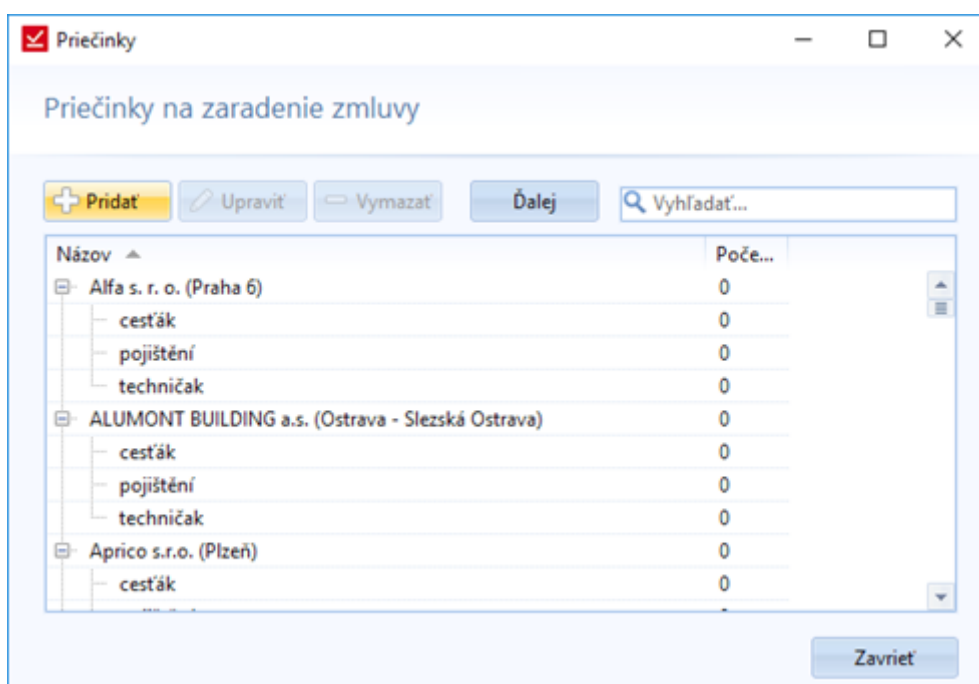 Priečinky
Priečinky na zaradenie zmluvy
Pridať Upraviť Vymazať Ďalej Vyhľadať...
Názov Poče...
Alfa s. r. o. (Praha 6) 0
cesťák 0
pojištění 0
techničak 0
ALUMONT BUILDING a.s. (Ostrava - Slezská Ostrava) 0
cesťák 0
pojištění 0
techničak 0
Aprico s.r.o. (Plzeň) 0
cesťák 0
Zavrieť